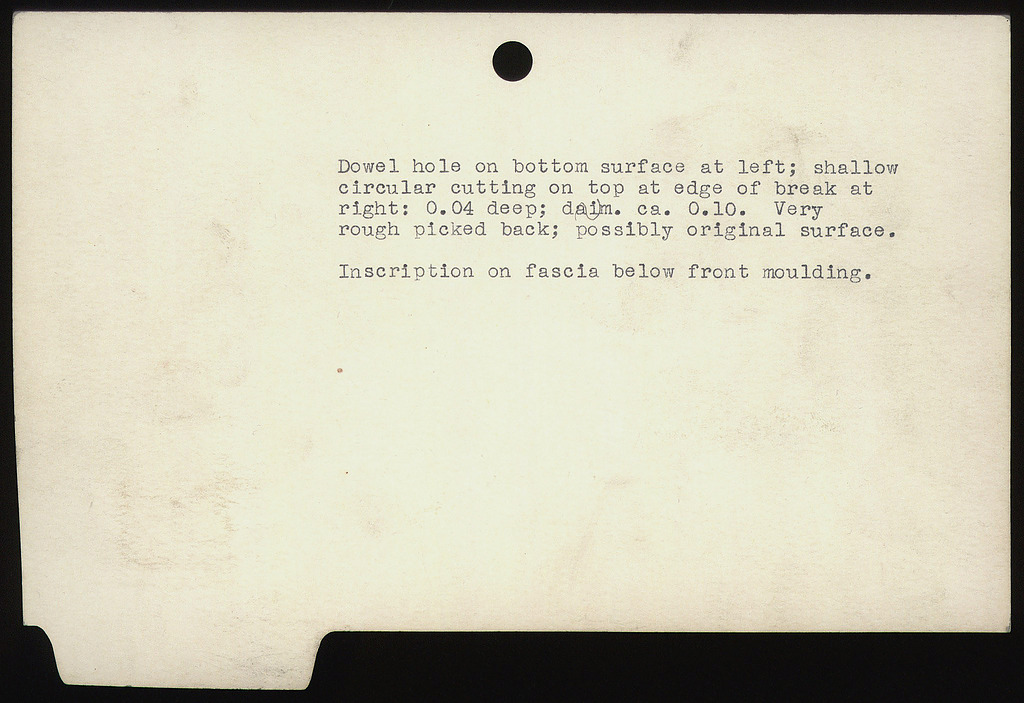 Dowel hole on bottom surface at left; shallow
circular cutting on top at edge of break at
right: 0.04 deep; daim. ca. 0.10. Very
rough picked back; possibly original surface.
Inscription on fascia below front moulding.